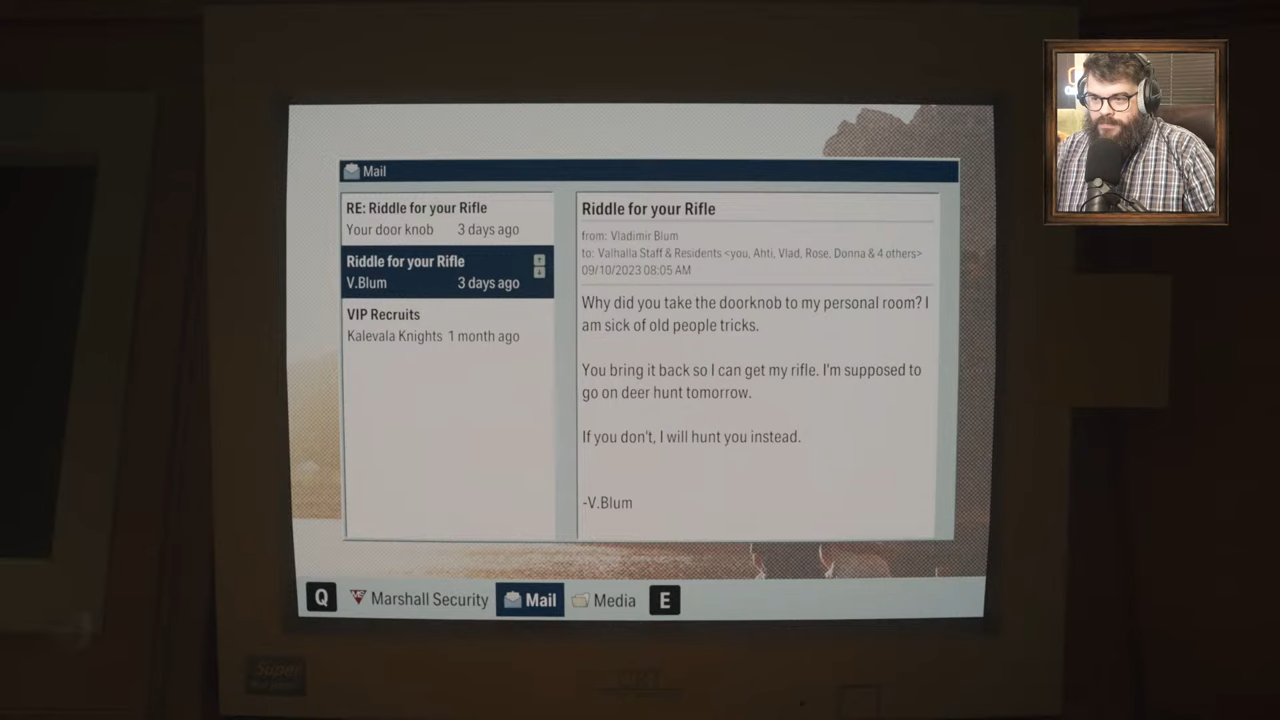 Mail
RE: Riddle for your Rifle
Your door knob 3 days ago
Riddle for your Rifle
V.Blum 3 days ago
VIP Recruits
Kalevala Knights 1 month ago
Riddle for your Rifle
from: Vladimir Blum
to: Valhalla Staff & Residents <you, Ahti, Vlad, Rose, Donna & 4 others>
09/10/2023 08:05 AM
Why did you take the doorknob to my personal room? I
am sick of old people tricks.
You bring it back so I can get my rifle. I'm supposed to
go on deer hunt tomorrow.
If you don't, I will hunt you instead.
-V.Blum
Q Marshall Security Mail Media E